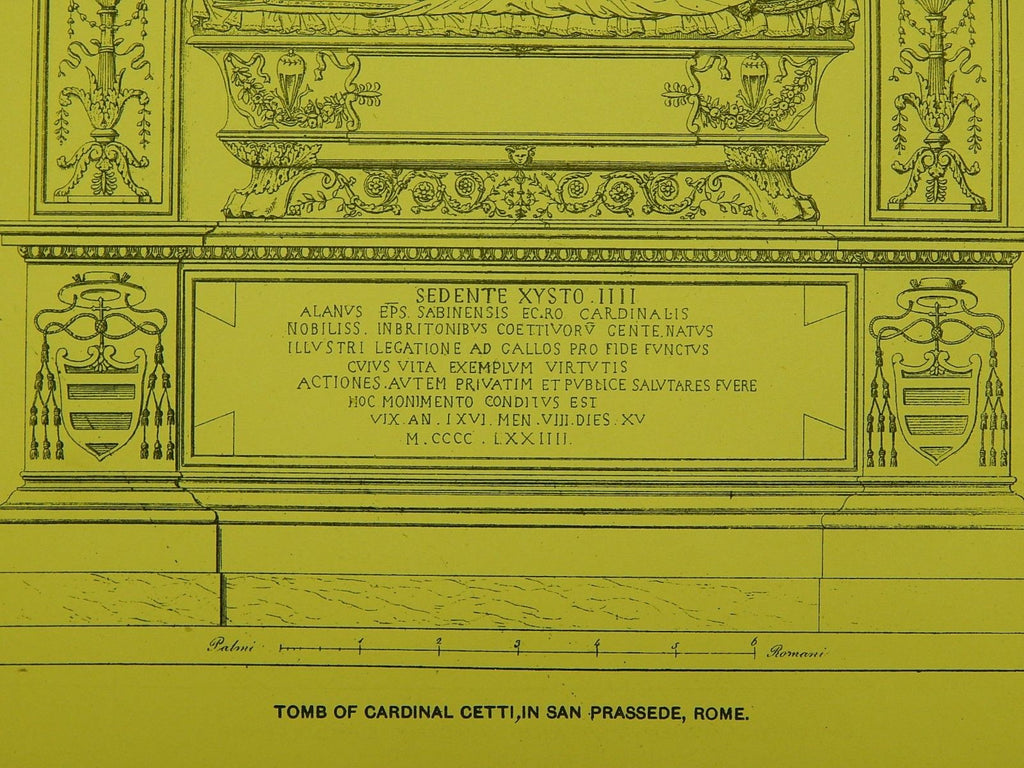 SEDENTE XYSTO . IIII
ALANVS EP̅S. SABINENSIS EC.RO CARDINALIS
NOBILISS. INBRITONIBVS COETTIVORV̅ GENTE.NATVS
ILLVSTRI LEGATIONE AD GALLOS PRO FIDE FVNCTVS
CVIVS VITA EXEMPLVM VIRTVTIS
ACTIONES.AVTEM PRIVATIM ET PVBLICE SALVTARES FVERE
HOC MONIMENTO CONDITVS EST
VIX.AN . LXVI. MEN.VIII.DIES.XV
M.CCCC . LXXIIII.
Palmi 1 2 3 4 5 6 Romani
TOMB OF CARDINAL CETTI, IN SAN PRASSEDE, ROME.